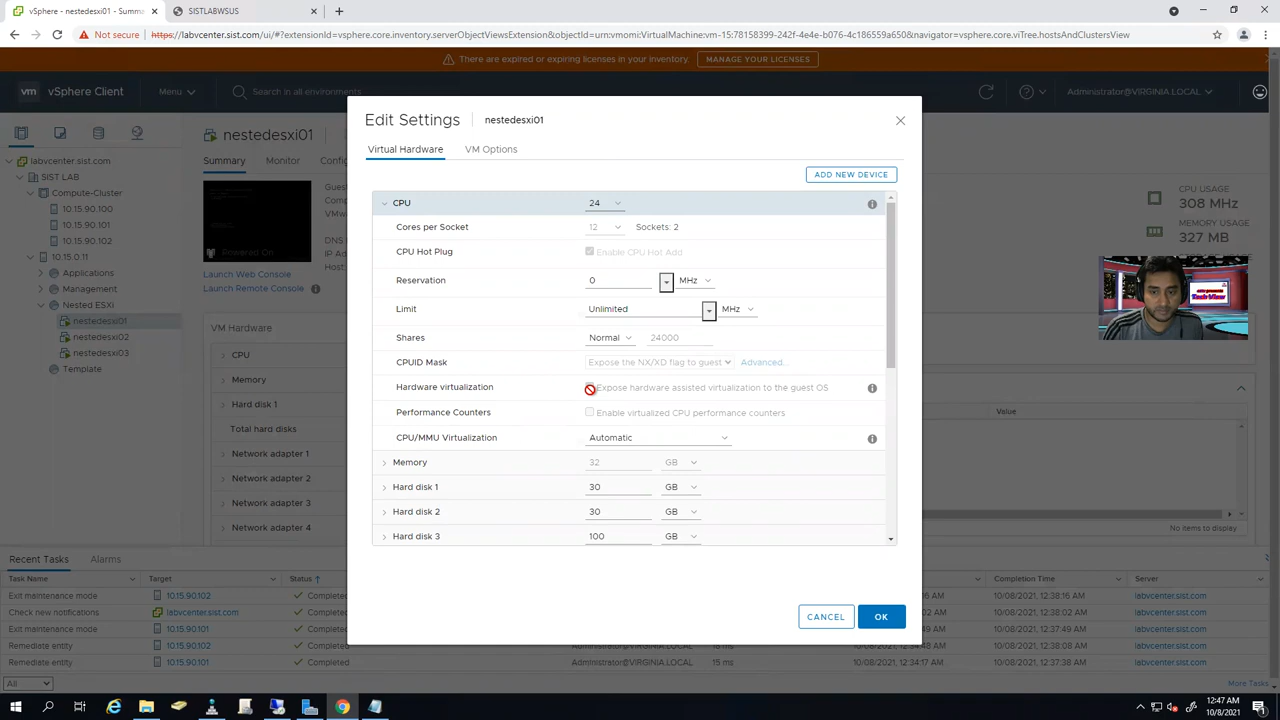 vSphere - nestedesxi01 - Summa
SISTLABWSUS
Not secure
https://labvcenter.sist.com/ui/#?extensionId=vsphere.core.inventory.serverObjectViewsExtension&objectId=urn:vmomi:VirtualMachine:vm-15:78158399-242f-4e4e-b076-4c186559a650&navigator=vsphere.core.viTree.hostsAndClustersView
There are expired or expiring licenses in your inventory.
MANAGE YOUR LICENSES
vm
vSphere Client
Menu
Search in all environments
Administrator@VIRGINIA.LOCAL
labvcenter.sist.com
SIST LAB
Compute-Cluster
10.15.90.100
10.15.90.101
10.15.90.102
10.15.0.11
Applications
Management
Nested ESXi
nestedesxi01
nestedesxi02
nestedesxi03
Template
nestedesxi01
Summary
Monitor
Powered On
Launch Web Console
Launch Remote Console
VM Hardware
CPU
Memory
Hard disk 1
Total hard disks
Network adapter 1
Network adapter 2
Network adapter 3
Network adapter 4
Edit Settings
nestedesxi01
Virtual Hardware
VM Options
ADD NEW DEVICE
CPU
24
Cores per Socket
12
Sockets: 2
CPU Hot Plug
Enable CPU Hot Add
Reservation
0
MHz
Limit
Unlimited
MHz
Shares
Normal
24000
CPUID Mask
Expose the NX/XD flag to guest
Advanced...
Hardware virtualization
Expose hardware assisted virtualization to the guest OS
Performance Counters
Enable virtualized CPU performance counters
CPU/MMU Virtualization
Automatic
Memory
32
GB
Hard disk 1
30
GB
Hard disk 2
30
GB
Hard disk 3
100
GB
CANCEL
OK
CPU USAGE
308 MHz
MEMORY USAGE
327 MB
Value
No items to display
Recent Tasks
Alarms
Task Name
Target
Status
Completion Time
Server
Exit maintenance mode
10.15.90.102
Completed
10/08/2021, 12:38:16 AM
labvcenter.sist.com
Check new notifications
labvcenter.sist.com
Completed
10/08/2021, 12:38:02 AM
labvcenter.sist.com
Exit maintenance mode
10.15.90.101
Completed
10/08/2021, 12:37:49 AM
labvcenter.sist.com
Remediate entity
10.15.90.102
Completed
10/08/2021, 12:38:08 AM
labvcenter.sist.com
Remediate entity
10.15.90.101
Completed
Administrator@VIRGINIA.LOCAL
15 ms
10/08/2021, 12:34:17 AM
labvcenter.sist.com
All
More Tasks
12:47 AM
10/8/2021